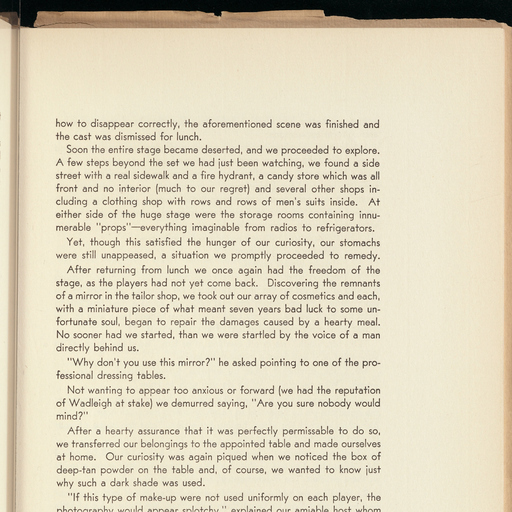 how to disappear correctly, the aforementioned scene was finished and
the cast was dismissed for lunch.
Soon the entire stage became deserted, and we proceeded to explore.
A few steps beyond the set we had just been watching, we found a side
street with a real sidewalk and a fire hydrant, a candy store which was all
front and no interior (much to our regret) and several other shops in-
cluding a clothing shop with rows and rows of men's suits inside. At
either side of the huge stage were the storage rooms containing innu-
merable "props"—everything imaginable from radios to refrigerators.
Yet, though this satisfied the hunger of our curiosity, our stomachs
were still unappeased, a situation we promptly proceeded to remedy.
After returning from lunch we once again had the freedom of the
stage, as the players had not yet come back. Discovering the remnants
of a mirror in the tailor shop, we took out our array of cosmetics and each,
with a miniature piece of what meant seven years bad luck to some un-
fortunate soul, began to repair the damages caused by a hearty meal.
No sooner had we started, than we were startled by the voice of a man
directly behind us.
"Why don't you use this mirror?" he asked pointing to one of the pro-
fessional dressing tables.
Not wanting to appear too anxious or forward (we had the reputation
of Wadleigh at stake) we demurred saying, "Are you sure nobody would
mind?"
After a hearty assurance that it was perfectly permissable to do so,
we transferred our belongings to the appointed table and made ourselves
at home. Our curiosity was again piqued when we noticed the box of
deep-tan powder on the table and, of course, we wanted to know just
why such a dark shade was used.
"If this type of make-up were not used uniformly on each player, the
photography would appear splotchy," explained our amiable host whom